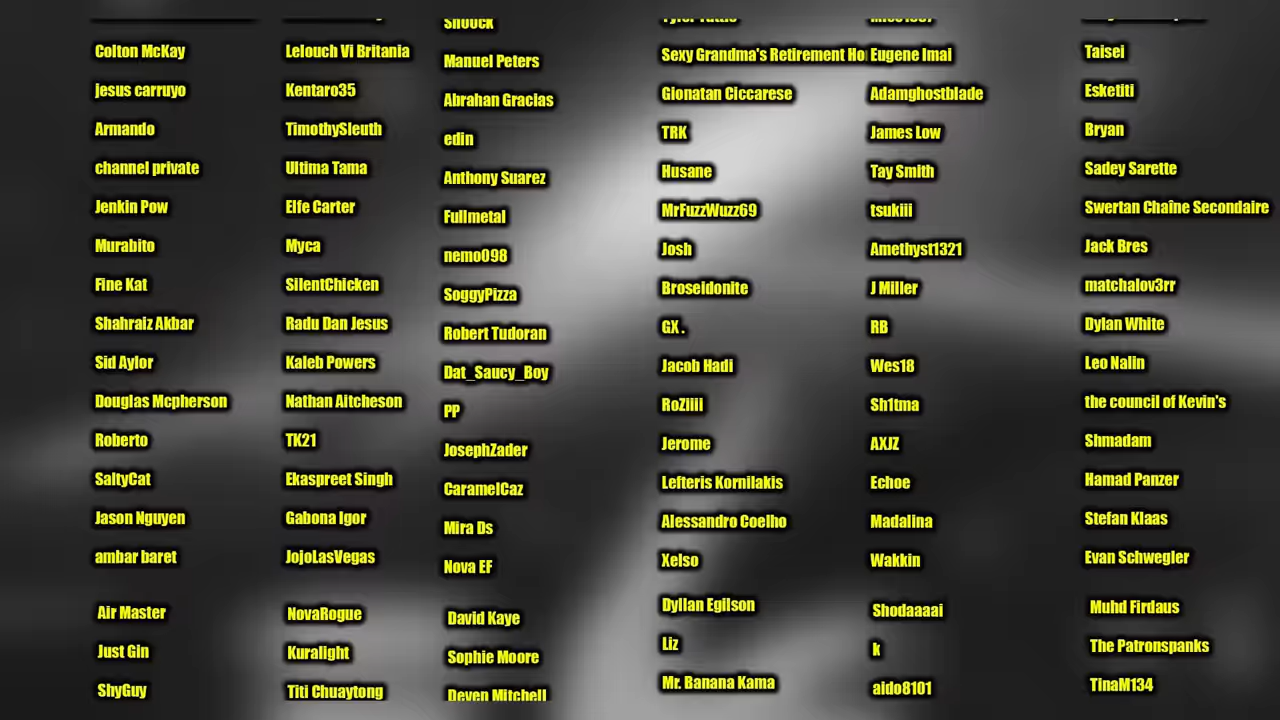 Colton McKay
jesus carruyo
Armando
channel private
Jenkin Pow
Murabito
Fine Kat
Shahraiz Akbar
Sid Aylor
Douglas Mcpherson
Roberto
SaltyCat
Jason Nguyen
ambar baret
Air Master
Just Gin
ShyGuy
Lelouch Vi Britania
Kentaro35
TimothySleuth
Ultima Tama
Elfe Carter
Myca
SilentChicken
Radu Dan Jesus
Kaleb Powers
Nathan Aitcheson
TK21
Ekaspreet Singh
Gabona Igor
JojoLasVegas
NovaRogue
Kuralight
Titi Chuaytong
Manuel Peters
Abrahan Gracias
edin
Anthony Suarez
Fullmetal
nemo098
SoggyPizza
Robert Tudoran
Dat_Saucy_Boy
PP
JosephZader
CaramelCaz
Mira Ds
Nova EF
David Kaye
Sophie Moore
Deven Mitchell
Sexy Grandma's Retirement Ho
Gionatan Ciccarese
TRK
Husane
MrFuzzWuzz69
Josh
Broseidonite
GX .
Jacob Hadi
RoZiiii
Jerome
Lefteris Kornilakis
Alessandro Coelho
Xelso
Dyllan Egilson
Liz
Mr. Banana Kama
Eugene Imai
Adamghostblade
James Low
Tay Smith
tsukiii
Amethyst1321
J Miller
RB
Wes18
Sh1tma
AXJZ
Echoe
Madalina
Wakkin
Shodaaaai
k
aido8101
Taisei
Esketiti
Bryan
Sadey Sarette
Swertan Chaîne Secondaire
Jack Bres
matchalov3rr
Dylan White
Leo Nalin
the council of Kevin's
Shmadam
Hamad Panzer
Stefan Klaas
Evan Schwegler
Muhd Firdaus
The Patronspanks
TinaM134